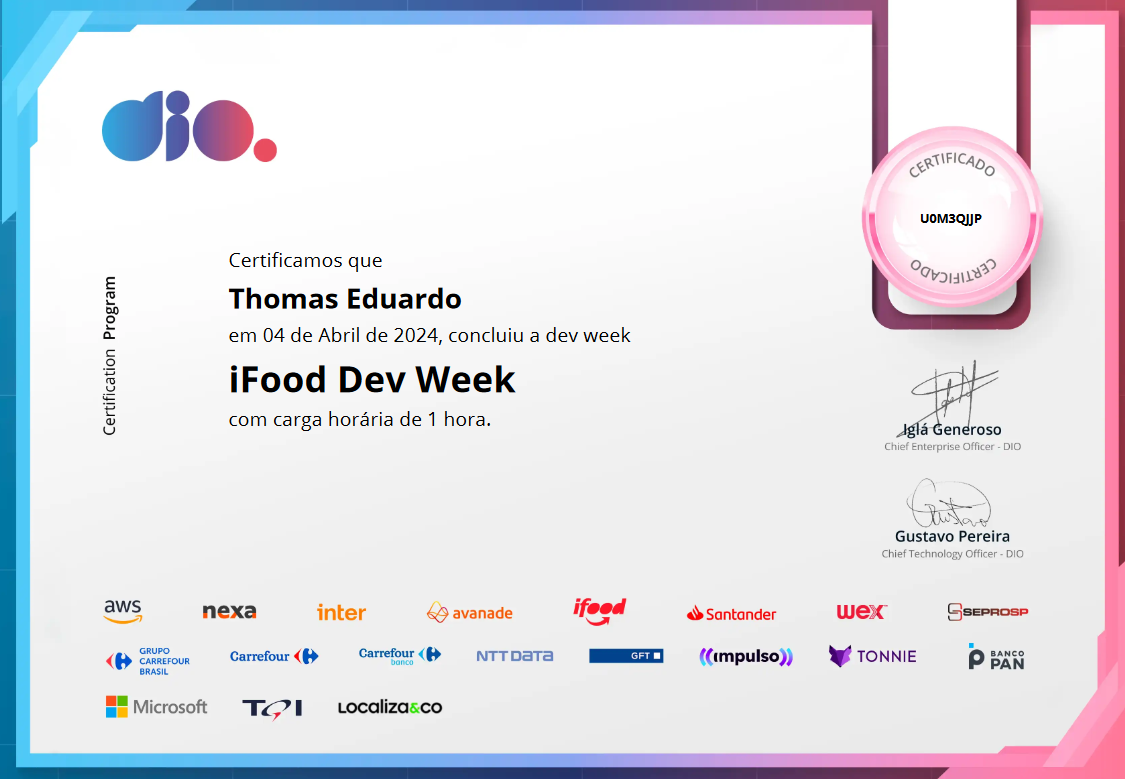 dio.
CERTIFICADO
U0M3QJJP
CERTIFICADO
Certification Program
Certificamos que
Thomas Eduardo
em 04 de Abril de 2024, concluiu a dev week
iFood Dev Week
com carga horária de 1 hora.
Iglá Generoso
Chief Enterprise Officer - DIO
Gustavo
Gustavo Pereira
Chief Technology Officer - DIO
aws
nexa
inter
avanade
ifood
Santander
wex
SEPROSP
GRUPO
CARREFOUR
BRASIL
Carrefour
Carrefour
banco
NTT DATA
GFT
impulso
TONNIE
BANCO
PAN
Microsoft
TQI
Localiza&co